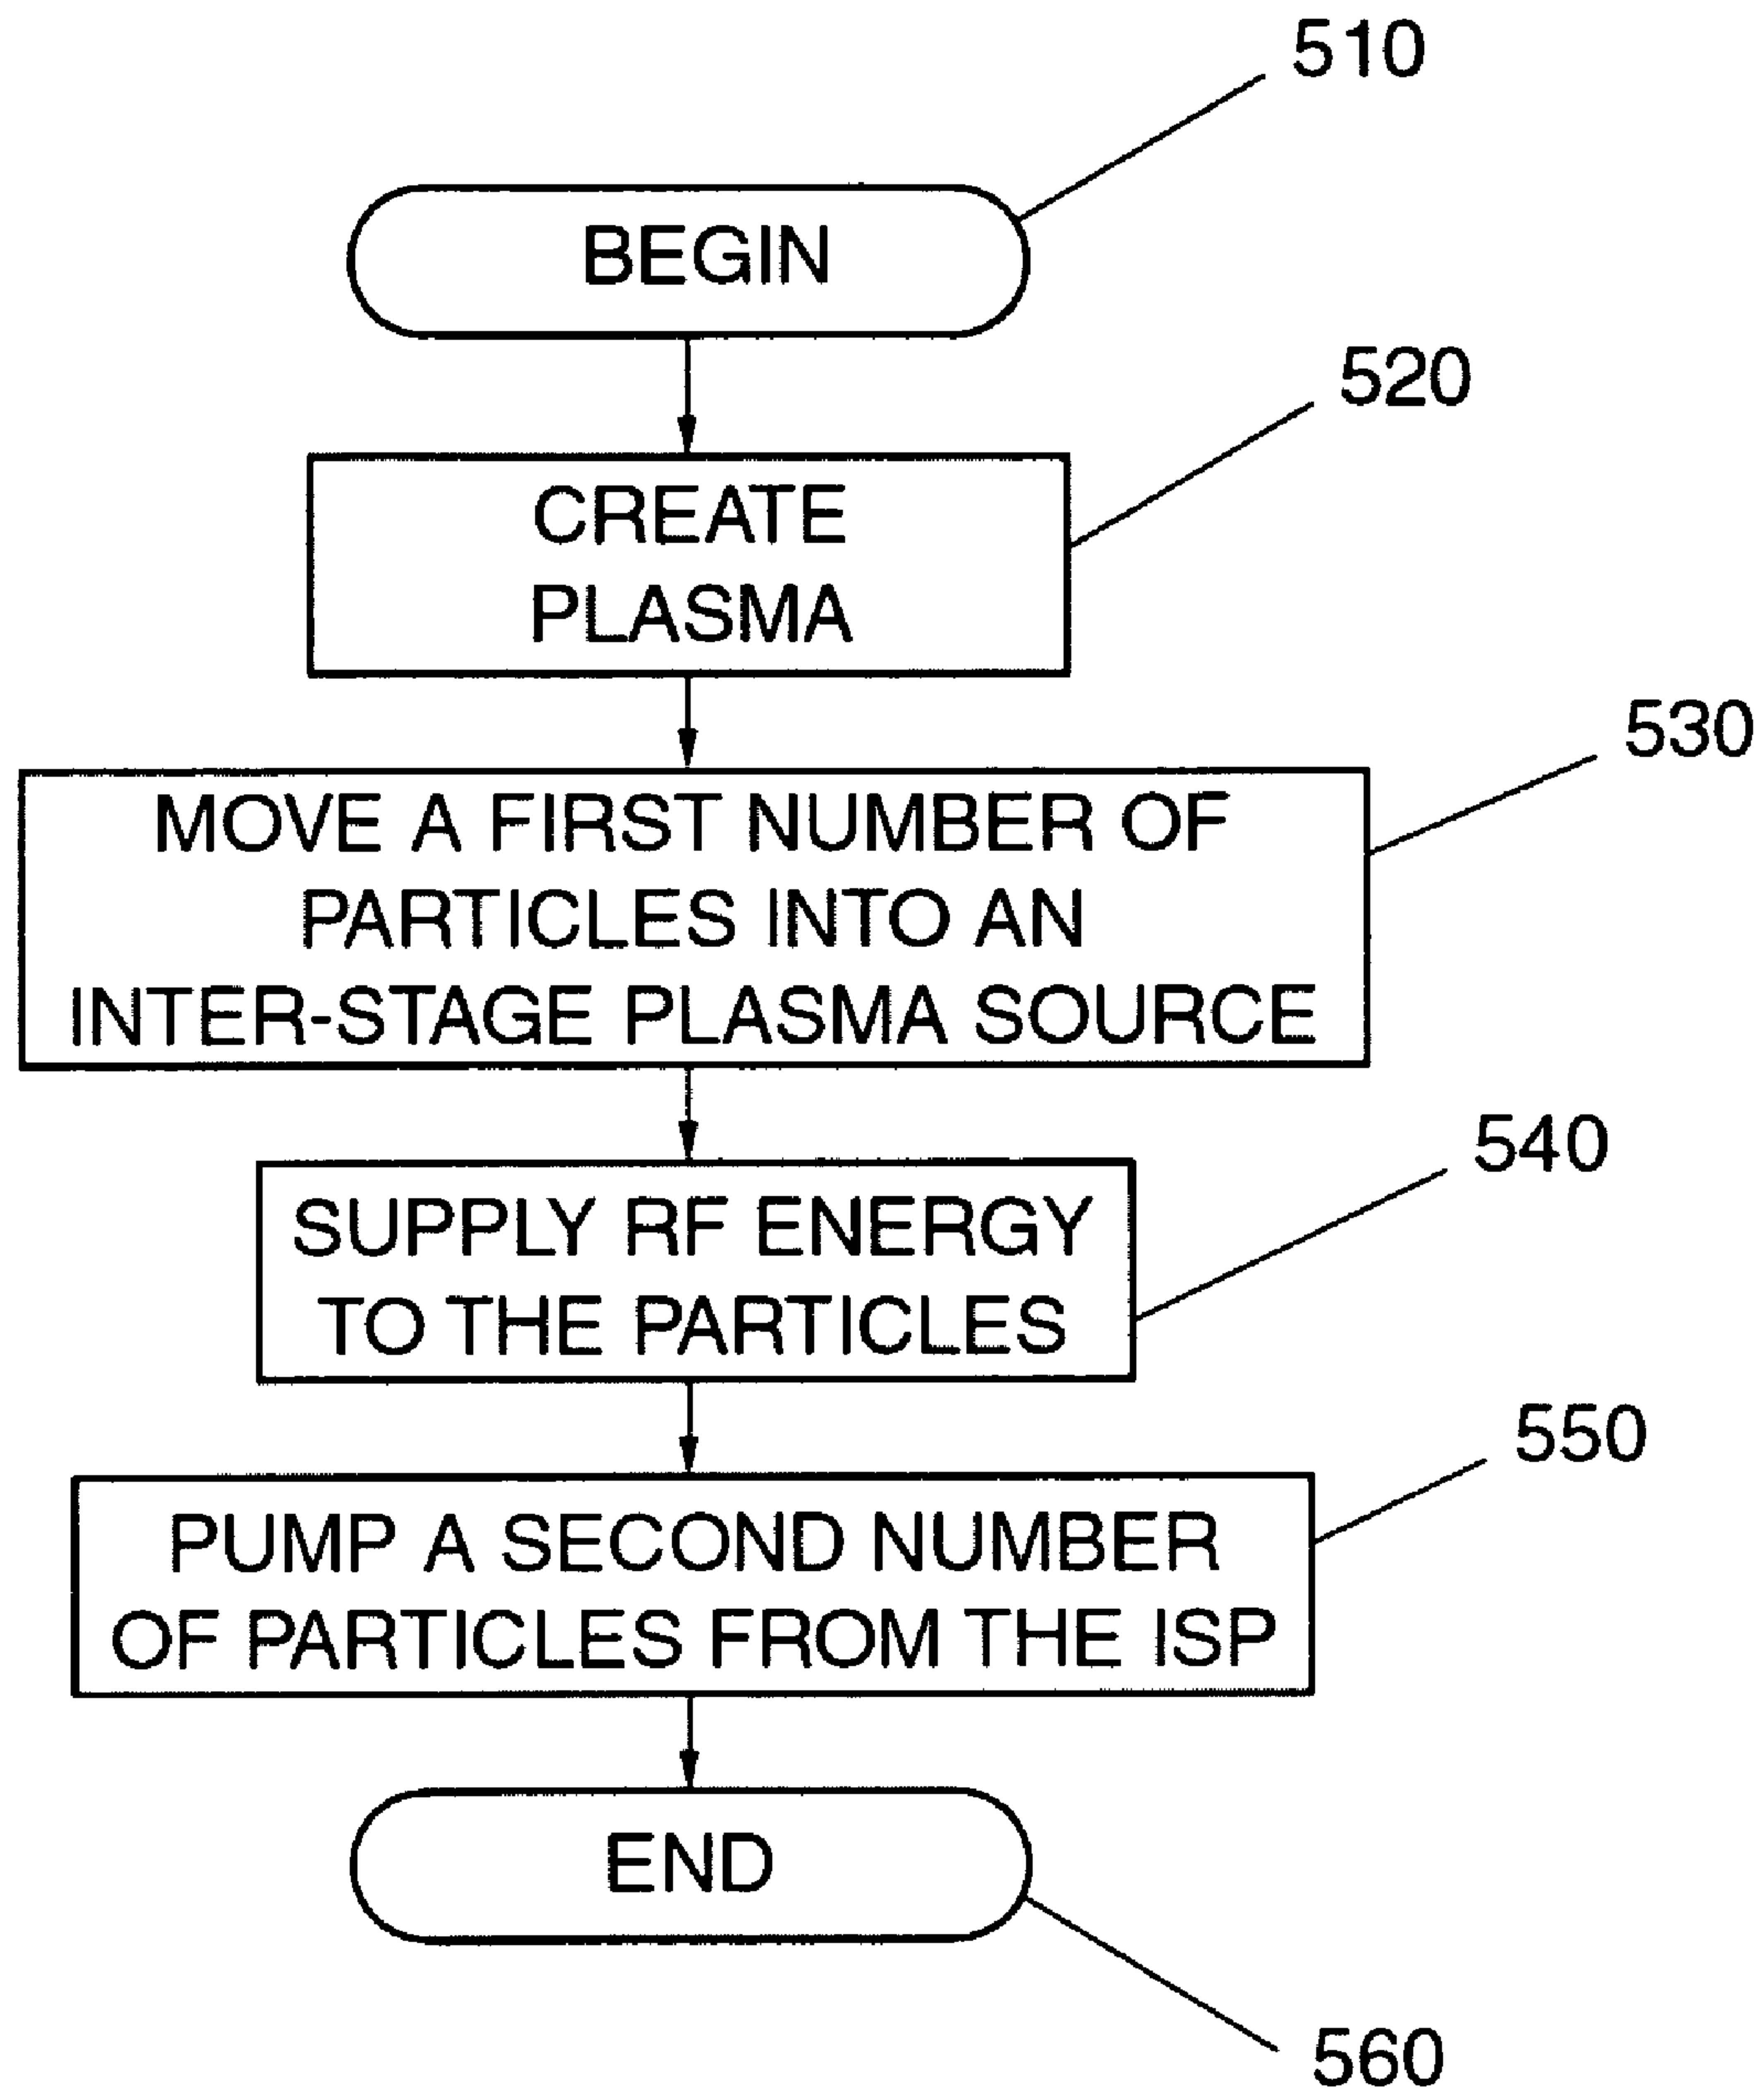 510
BEGIN
520
CREATE
PLASMA
530
MOVE A FIRST NUMBER OF
PARTICLES INTO AN
INTER-STAGE PLASMA SOURCE
540
SUPPLY RF ENERGY
TO THE PARTICLES
550
PUMP A SECOND NUMBER
OF PARTICLES FROM THE ISP
END
560